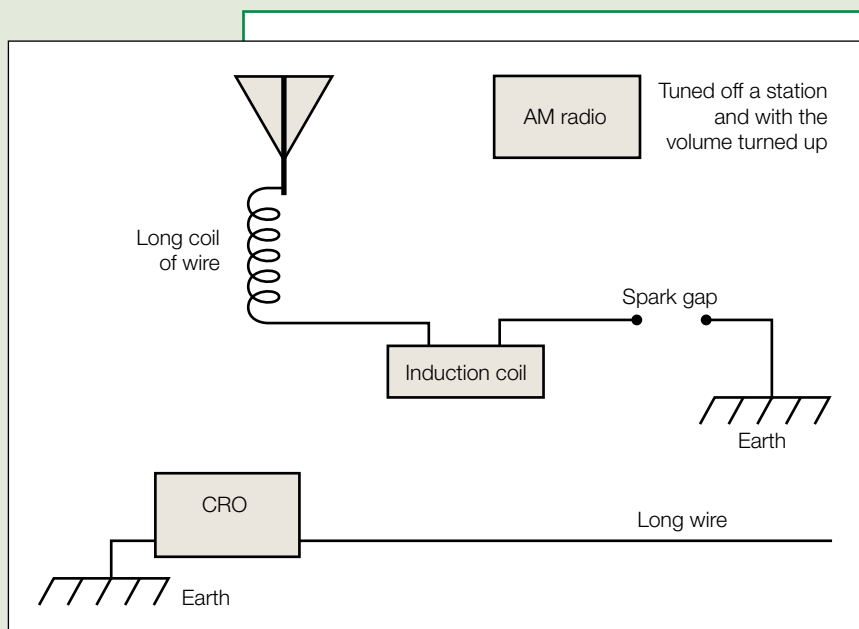 AM radio
Tuned off a station
and with the
volume turned up
Long coil
of wire
Spark gap
Induction coil
Earth
CRO
Long wire
Earth